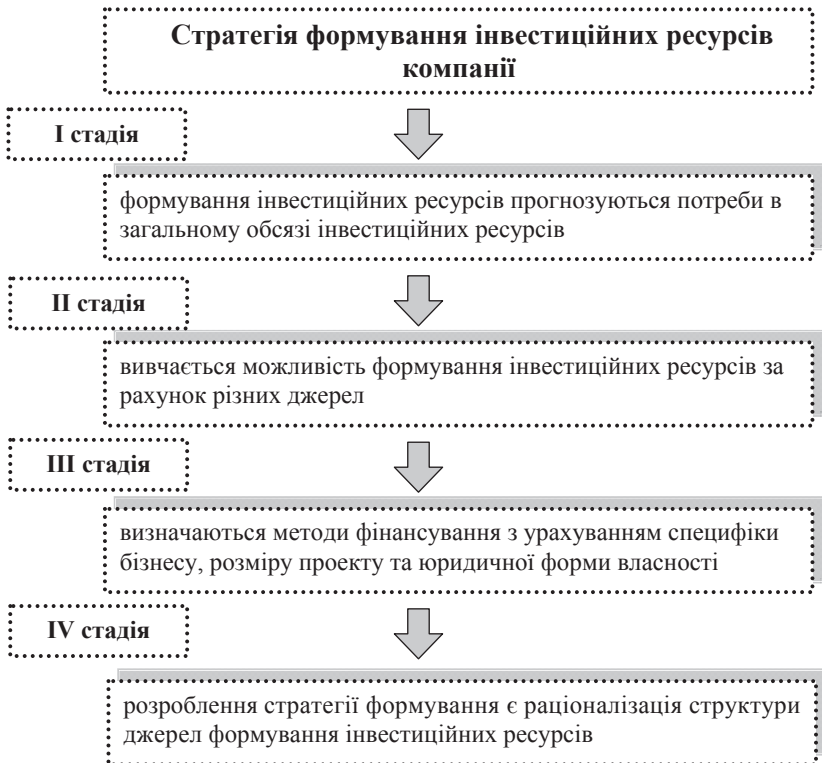 Стратегія формування інвестиційних ресурсів
компанії
І стадія
формування інвестиційних ресурсів прогнозуються потреби в
загальному обсязі інвестиційних ресурсів
ІІ стадія
вивчається можливість формування інвестиційних ресурсів за
рахунок різних джерел
ІІІ стадія
визначаються методи фінансування з урахуванням специфіки
бізнесу, розміру проекту та юридичної форми власності
IV стадія
розроблення стратегії формування є раціоналізація структури
джерел формування інвестиційних ресурсів